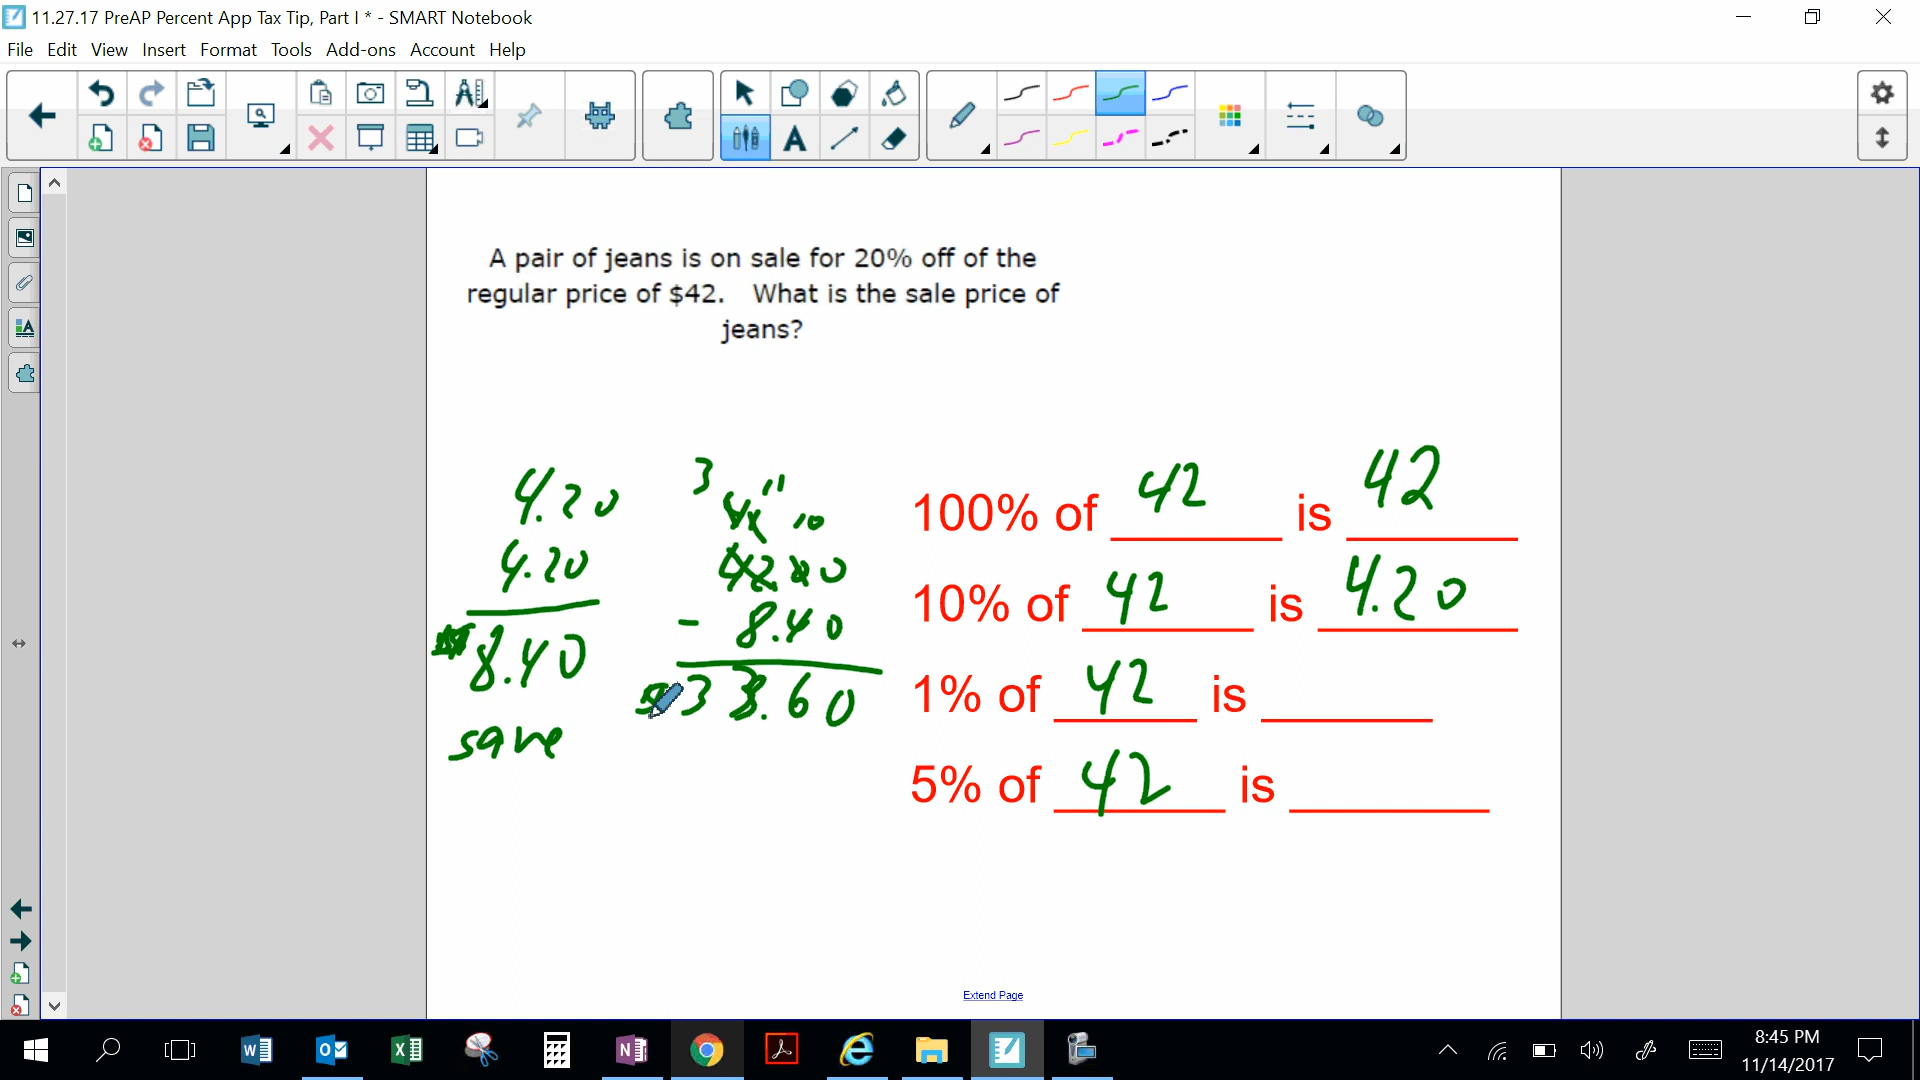 11.27.17 PreAP Percent App Tax Tip, Part I * - SMART Notebook
File Edit View Insert Format Tools Add-ons Account Help
A pair of jeans is on sale for 20% off of the
regular price of $42. What is the sale price of
jeans?
4.20
4.20
8.40
save
3
11
10
- 8.40
33.60
100% of 42 is 42
10% of 42 is 4.20
1% of 42 is
5% of 42 is
Extend Page
8:45 PM
11/14/2017